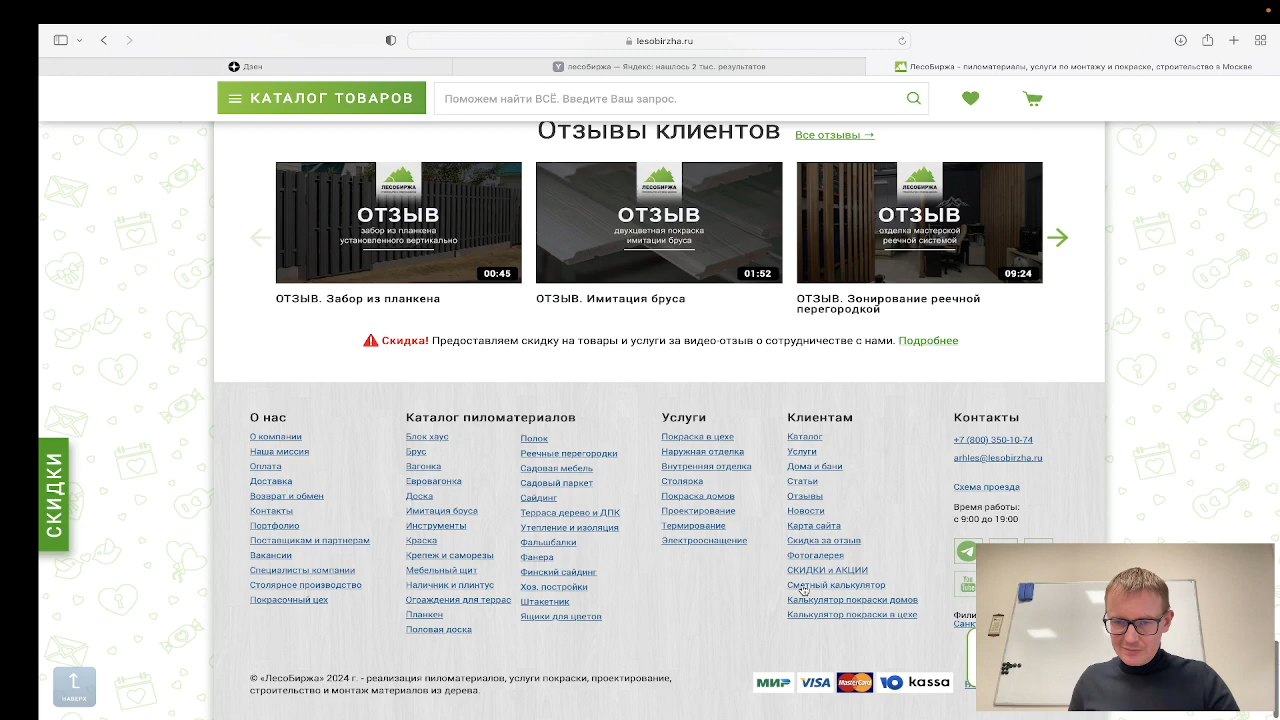 lesobirzha.ru
Дзен
лесобиржа — Яндекс: нашлось 2 тыс. результатов
ЛесоБиржа - пиломатериалы, услуги по монтажу и покраске, строительство в Москве
КАТАЛОГ ТОВАРОВ
Поможем найти ВСЁ. Введите Ваш запрос.
Отзывы клиентов
Все отзывы →
ЛЕСОБИРЖА
ОТЗЫВ
забор из планкена
установленного вертикально
00:45
ЛЕСОБИРЖА
ОТЗЫВ
двухцветная покраска
имитации бруса
01:52
ЛЕСОБИРЖА
ОТЗЫВ
отделка мастерской
реечной системой
09:24
ОТЗЫВ. Забор из планкена
ОТЗЫВ. Имитация бруса
ОТЗЫВ. Зонирование реечной
перегородкой
Скидка! Предоставляем скидку на товары и услуги за видео-отзыв о сотрудничестве с нами. Подробнее
СКИДКИ
О нас
О компании
Наша миссия
Оплата
Доставка
Возврат и обмен
Контакты
Портфолио
Поставщикам и партнерам
Вакансии
Специлисты компании
Столярное производство
Покрасочный цех
Каталог пиломатериалов
Блок хаус
Брус
Вагонка
Евровагонка
Доска
Имитация бруса
Инструменты
Краска
Крепеж и саморезы
Мебельный щит
Наличник и плинтус
Ограждения для террас
Планкен
Половая доска
Полок
Реечные перегородки
Садовая мебель
Садовый паркет
Сайдинг
Терраса дерево и ДПК
Утепление и изоляция
Фальшбалки
Фанера
Финский сайдинг
Хоз. постройки
Штакетник
Ящики для цветов
Услуги
Покраска в цехе
Наружная отделка
Внутренняя отделка
Столярка
Покраска домов
Проектирование
Термирование
Электрооснащение
Клиентам
Каталог
Услуги
Дома и бани
Статьи
Отзывы
Новости
Карта сайта
Скидка за отзыв
Фотогалерея
СКИДКИ и АКЦИИ
Сметный калькулятор
Калькулятор покраски домов
Калькулятор покраски в цехе
Контакты
+7 (800) 350-10-74
arhles@lesobirzha.ru
Схема проезда
Время работы:
с 9:00 до 19:00
You
НАВЕРХ
© «ЛесоБиржа» 2024 г. - реализация пиломатериалов, услуги покраски, проектирование,
строительство и монтаж материалов из дерева.
МИР
VISA
MasterCard
Ю kassa